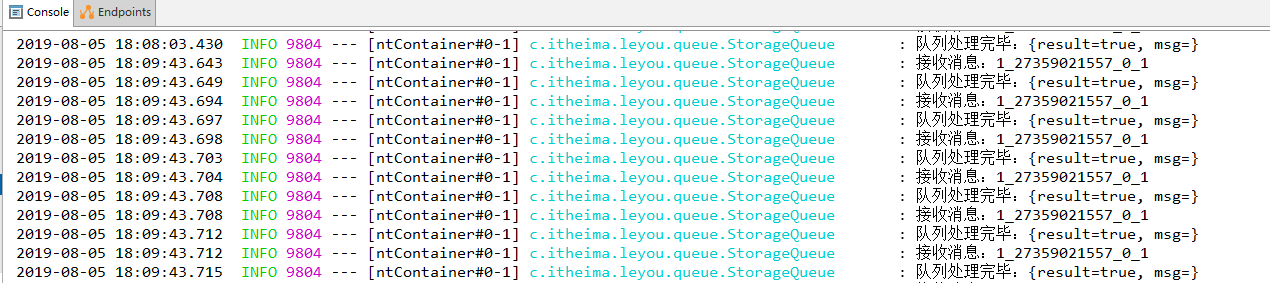 Console Endpoints
2019-08-05 18:08:03.430 INFO 9804 --- [ntContainer#0-1] c.itheima.leyou.queue.StorageQueue : 队列处理完毕：{result=true, msg=}
2019-08-05 18:09:43.643 INFO 9804 --- [ntContainer#0-1] c.itheima.leyou.queue.StorageQueue : 接收消息：1_27359021557_0_1
2019-08-05 18:09:43.649 INFO 9804 --- [ntContainer#0-1] c.itheima.leyou.queue.StorageQueue : 队列处理完毕：{result=true, msg=}
2019-08-05 18:09:43.694 INFO 9804 --- [ntContainer#0-1] c.itheima.leyou.queue.StorageQueue : 接收消息：1_27359021557_0_1
2019-08-05 18:09:43.697 INFO 9804 --- [ntContainer#0-1] c.itheima.leyou.queue.StorageQueue : 队列处理完毕：{result=true, msg=}
2019-08-05 18:09:43.698 INFO 9804 --- [ntContainer#0-1] c.itheima.leyou.queue.StorageQueue : 接收消息：1_27359021557_0_1
2019-08-05 18:09:43.703 INFO 9804 --- [ntContainer#0-1] c.itheima.leyou.queue.StorageQueue : 队列处理完毕：{result=true, msg=}
2019-08-05 18:09:43.704 INFO 9804 --- [ntContainer#0-1] c.itheima.leyou.queue.StorageQueue : 接收消息：1_27359021557_0_1
2019-08-05 18:09:43.708 INFO 9804 --- [ntContainer#0-1] c.itheima.leyou.queue.StorageQueue : 队列处理完毕：{result=true, msg=}
2019-08-05 18:09:43.708 INFO 9804 --- [ntContainer#0-1] c.itheima.leyou.queue.StorageQueue : 接收消息：1_27359021557_0_1
2019-08-05 18:09:43.712 INFO 9804 --- [ntContainer#0-1] c.itheima.leyou.queue.StorageQueue : 队列处理完毕：{result=true, msg=}
2019-08-05 18:09:43.712 INFO 9804 --- [ntContainer#0-1] c.itheima.leyou.queue.StorageQueue : 接收消息：1_27359021557_0_1
2019-08-05 18:09:43.715 INFO 9804 --- [ntContainer#0-1] c.itheima.leyou.queue.StorageQueue : 队列处理完毕：{result=true, msg=}